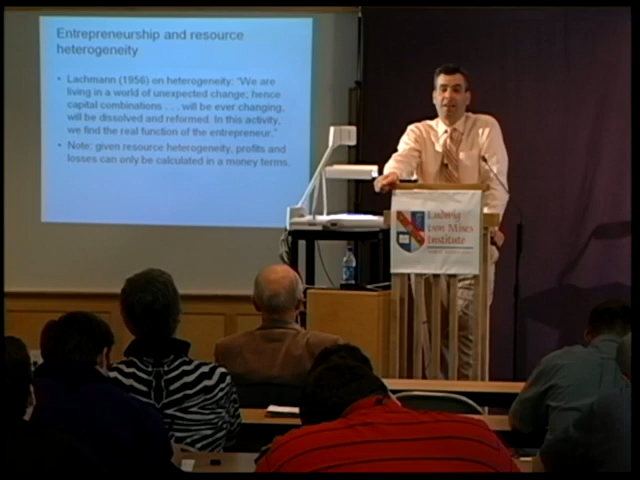 Entrepreneurship and resource
heterogeneity
• Lachmann (1956) on heterogeneity: "We are
living in a world of unexpected change; hence
capital combinations . . . will be ever changing,
will be dissolved and reformed. In this activity,
we find the real function of the entrepreneur."
• Note: given resource heterogeneity, profits and
losses can only be calculated in a money terms.
Ludwig
von Mises
Institute